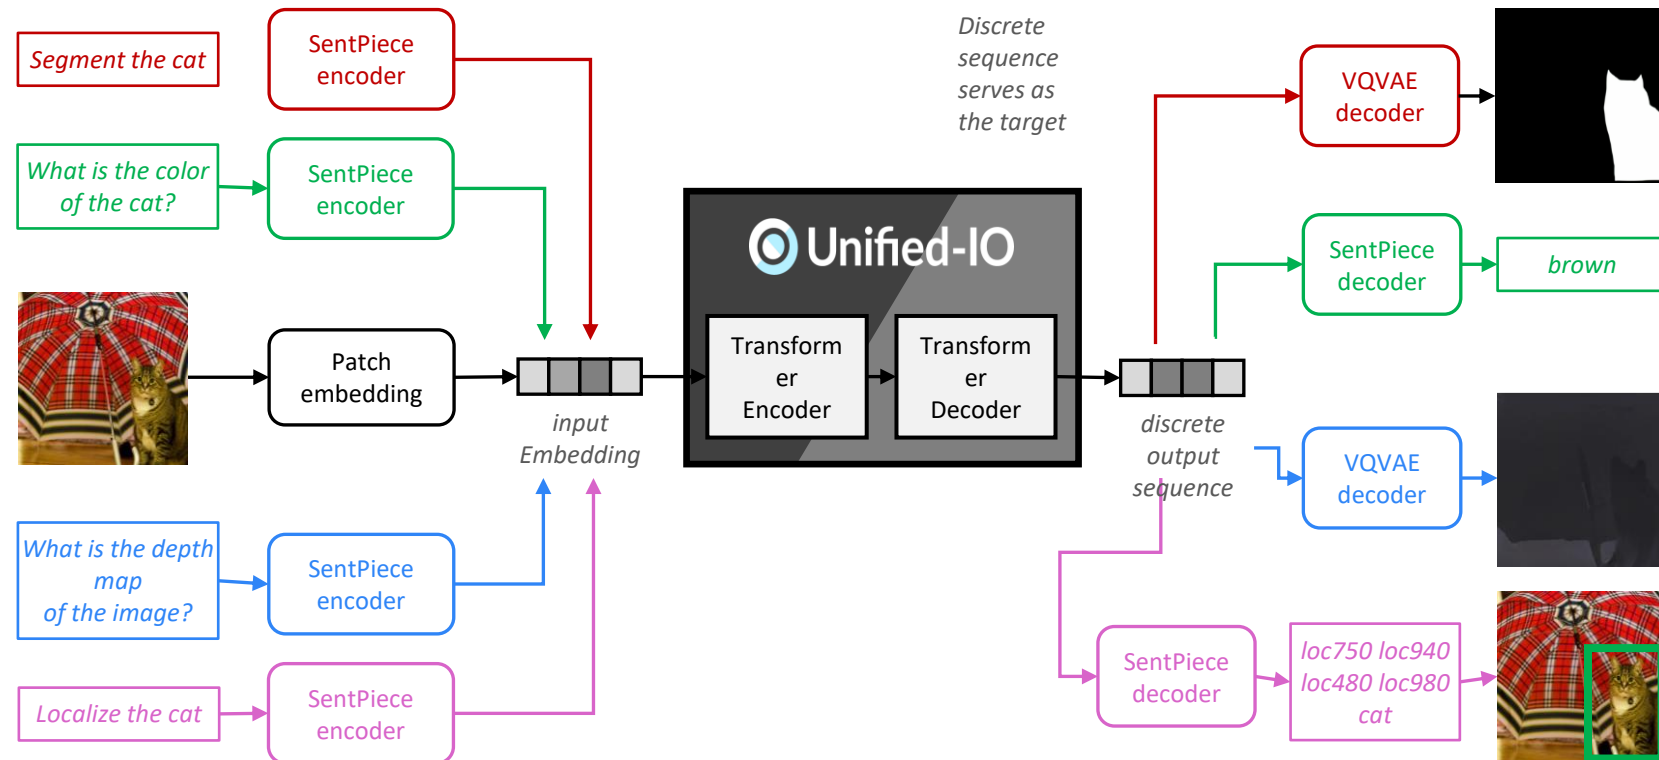 Segment the cat
SentPiece
encoder
Discrete
sequence
serves as
the target
VQVAE
decoder
What is the color
of the cat?
SentPiece
encoder
Unified-IO
SentPiece
decoder
brown
Patch
embedding
input
Embedding
Transform
er
Encoder
Transform
er
Decoder
discrete
output
sequence
VQVAE
decoder
What is the depth
map
of the image?
SentPiece
encoder
Localize the cat
SentPiece
encoder
SentPiece
decoder
loc750 loc940
loc480 loc980
cat